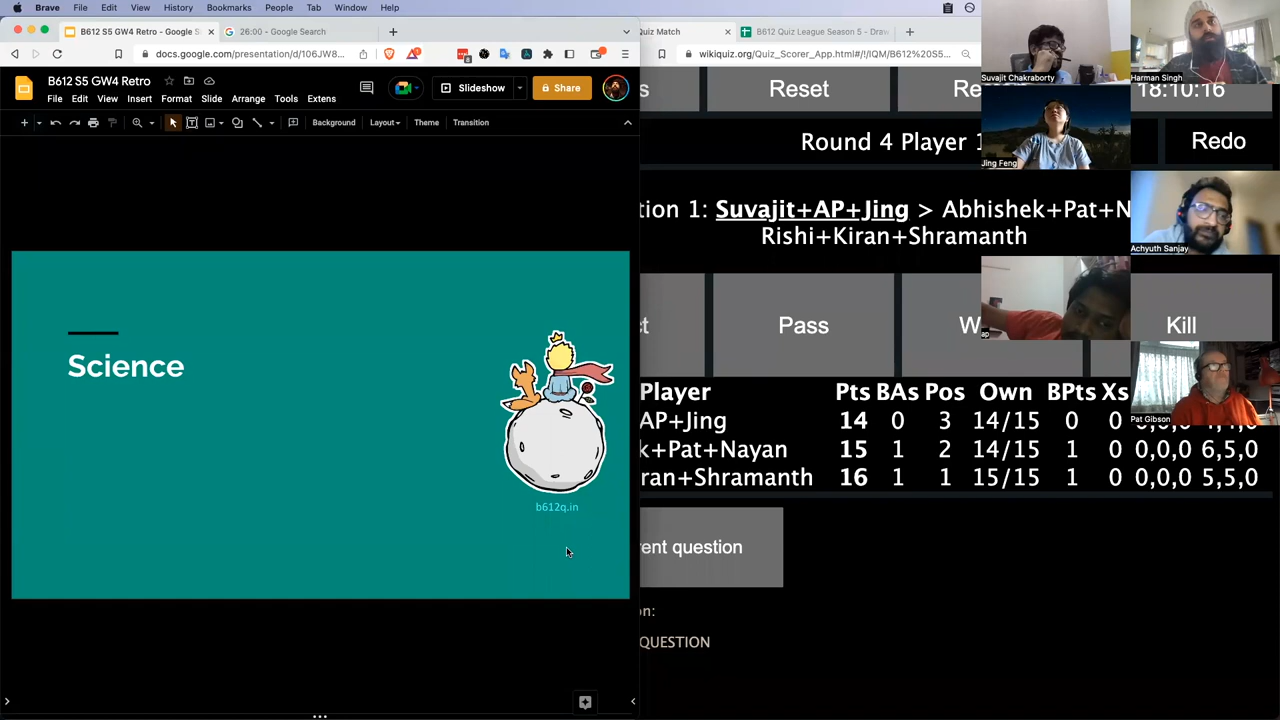 Brave File Edit View History Bookmarks People Tab Window Help
B612 S5 GW4 Retro - Google S
26:00 - Google Search
docs.google.com/presentation/d/106JW8...
B612 S5 GW4 Retro
File Edit View Insert Format Slide Arrange Tools Extens
Slideshow
Share
Background Layout Theme Transition
Science
b612q.in
Quiz Match
B612 Quiz League Season 5 - Draw
wikiquiz.org/Quiz_Scorer_App.html#/!/IQM/B612%20S5...
Reset
18:10:16
Round 4 Player 1
Redo
tion 1: Suvajit+AP+Jing > Abhishek+Pat+N
Rishi+Kiran+Shramanth
Pass
Kill
Player Pts BAs Pos Own BPts Xs
AP+Jing 14 0 3 14/15 0 0
k+Pat+Nayan 15 1 2 14/15 1 0 0,0,0 6,5,0
ran+Shramanth 16 1 1 15/15 1 0 0,0,0 5,5,0
rent question
on:
QUESTION
Suvajit Chakraborty
Harman Singh
Jing Feng
Achyuth Sanjay
ap
Pat Gibson